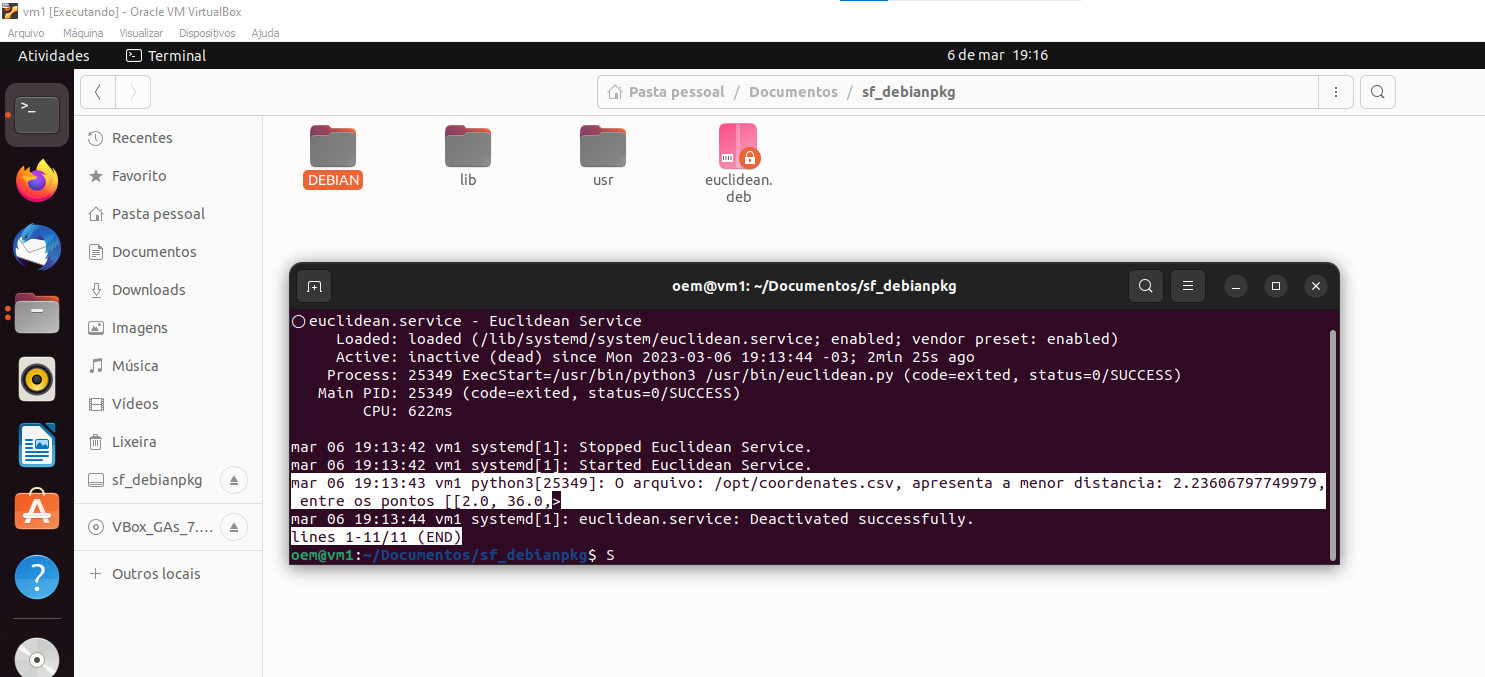 vm1 [Executando] - Oracle VM VirtualBox
Arquivo Máquina Visualizar Dispositivos Ajuda
Atividades Terminal 6 de mar 19:16
Pasta pessoal / Documentos / sf_debianpkg
Recentes
Favorito
Pasta pessoal
Documentos
Downloads
Imagens
Música
Vídeos
Lixeira
sf_debianpkg
VBox_GAs_7....
Outros locais
DEBIAN
lib
usr
euclidean.
deb
oem@vm1: ~/Documentos/sf_debianpkg
euclidean.service - Euclidean Service
Loaded: loaded (/lib/systemd/system/euclidean.service; enabled; vendor preset: enabled)
Active: inactive (dead) since Mon 2023-03-06 19:13:44 -03; 2min 25s ago
Process: 25349 ExecStart=/usr/bin/python3 /usr/bin/euclidean.py (code=exited, status=0/SUCCESS)
Main PID: 25349 (code=exited, status=0/SUCCESS)
CPU: 622ms
mar 06 19:13:42 vm1 systemd[1]: Stopped Euclidean Service.
mar 06 19:13:42 vm1 systemd[1]: Started Euclidean Service.
mar 06 19:13:43 vm1 python3[25349]: O arquivo: /opt/coordenates.csv, apresenta a menor distancia: 2.23606797749979,
entre os pontos [[2.0, 36.0,>
mar 06 19:13:44 vm1 systemd[1]: euclidean.service: Deactivated successfully.
lines 1-11/11 (END)
oem@vm1:~/Documentos/sf_debianpkg$ S